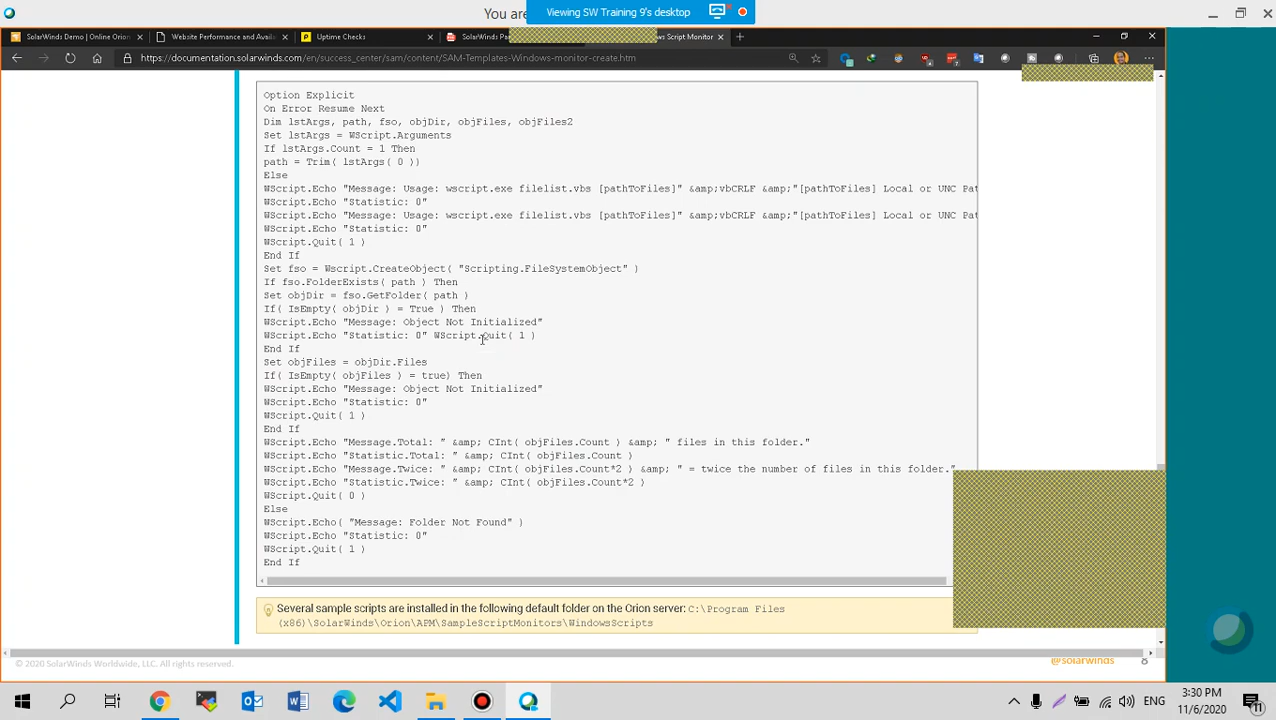 You are
Viewing SW Training 9's desktop
SolarWinds Demo | Online Orion
Website Performance and Availa
Uptime Checks
SolarWinds Pa
ws Script Monitor
https://documentation.solarwinds.com/en/success_center/sam/content/SAM-Templates-Windows-monitor-create.htm
Option Explicit
On Error Resume Next
Dim lstArgs, path, fso, objDir, objFiles, objFiles2
Set lstArgs = WScript.Arguments
If lstArgs.Count = 1 Then
path = Trim( lstArgs( 0 ))
Else
WScript.Echo "Message: Usage: wscript.exe filelist.vbs [pathToFiles]" &amp;vbCRLF &amp;"[pathToFiles] Local or UNC Pat
WScript.Echo "Statistic: 0"
WScript.Echo "Message: Usage: wscript.exe filelist.vbs [pathToFiles]" &amp;vbCRLF &amp;"[pathToFiles] Local or UNC Pat
WScript.Echo "Statistic: 0"
WScript.Quit( 1 )
End If
Set fso = Wscript.CreateObject( "Scripting.FileSystemObject" )
If fso.FolderExists( path ) Then
Set objDir = fso.GetFolder( path )
If( IsEmpty( objDir ) = True ) Then
WScript.Echo "Message: Object Not Initialized"
WScript.Echo "Statistic: 0" WScript.Quit( 1 )
End If
Set objFiles = objDir.Files
If( IsEmpty( objFiles ) = true) Then
WScript.Echo "Message: Object Not Initialized"
WScript.Echo "Statistic: 0"
WScript.Quit( 1 )
End If
WScript.Echo "Message.Total: " &amp; CInt( objFiles.Count ) &amp; " files in this folder."
WScript.Echo "Statistic.Total: " &amp; CInt( objFiles.Count )
WScript.Echo "Message.Twice: " &amp; CInt( objFiles.Count*2 ) &amp; " = twice the number of files in this folder."
WScript.Echo "Statistic.Twice: " &amp; CInt( objFiles.Count*2 )
WScript.Quit( 0 )
Else
WScript.Echo( "Message: Folder Not Found" )
WScript.Echo "Statistic: 0"
WScript.Quit( 1 )
End If
Several sample scripts are installed in the following default folder on the Orion server: C:\Program Files
(x86)\SolarWinds\Orion\APM\SampleScriptMonitors\WindowsScripts
© 2020 SolarWinds Worldwide, LLC. All rights reserved.
@solarwinds
8
ENG
3:30 PM
11/6/2020